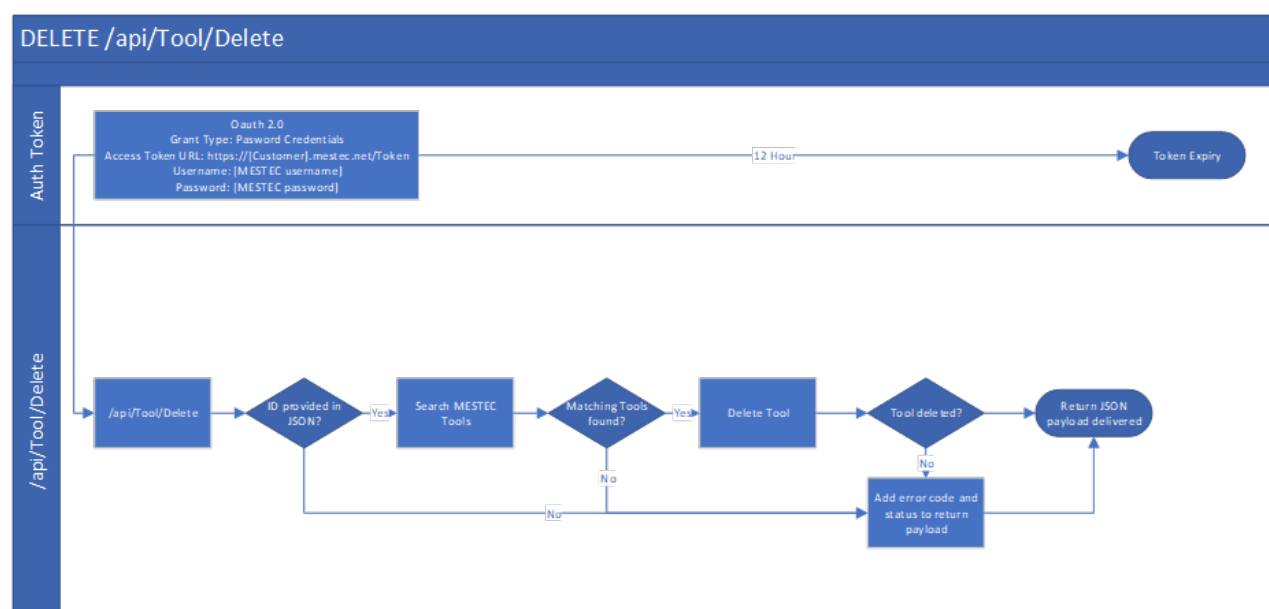 DELETE /api/Tool/Delete
Auth Token
Oauth 2.0
Grant Type: Pasword Credentials
Access Token URL: https://[Customer].mestec.net/Token
Username: [MESTEC username]
Password: [MESTEC password]
12 Hour
Token Expiry
/api/Tool/Delete
/api/Tool/Delete
ID provided in
JSON?
Yes
Search MESTEC
Tools
Matching Tools
found?
Yes
Delete Tool
Tool deleted?
Return JSON
payload delivered
No
No
No
Add error code and
status to return
payload